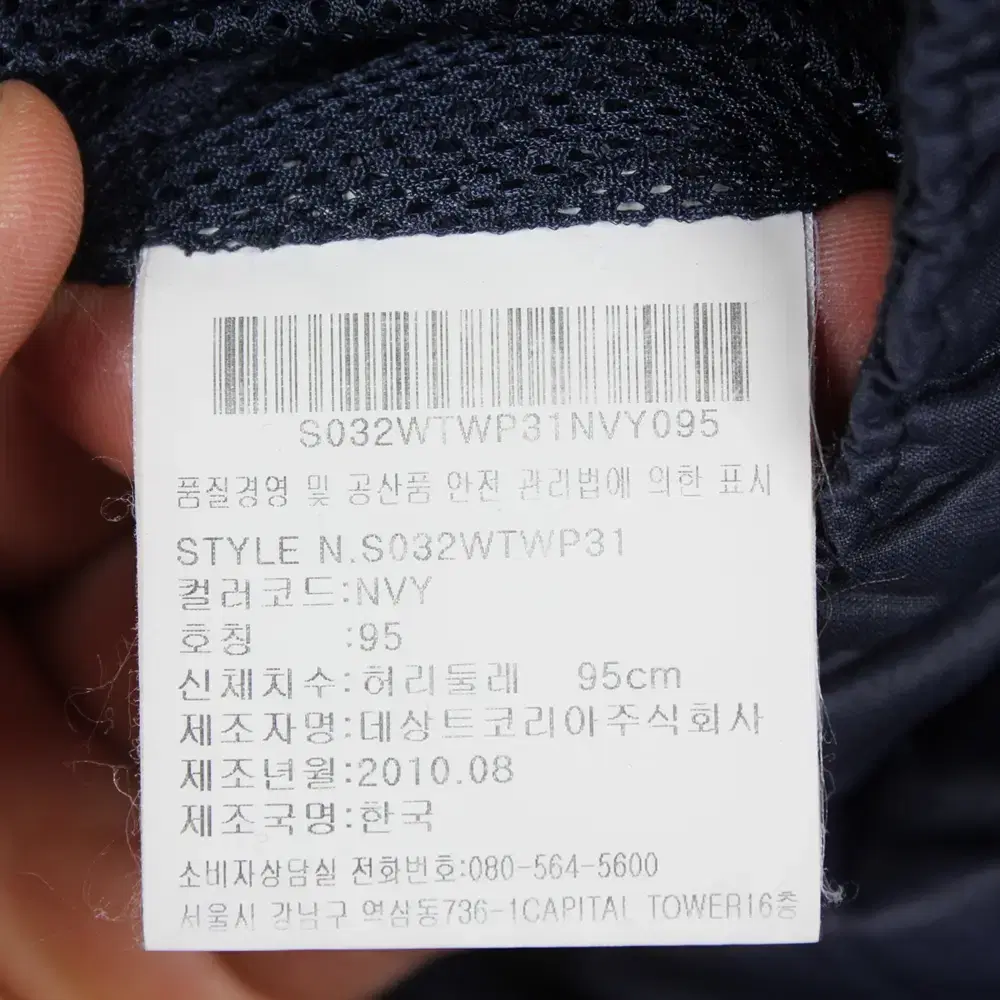 S032WTWP31NVY095
품질경영 및 공산품 안전 관리법에 의한 표시
STYLE N.S032WTWP31
컬러코드:NVY
호칭 :95
신체치수:허리둘레 95cm
제조자명:데상트코리아주식회사
제조년월:2010.08
제조국명:한국
소비자상담실 전화번호:080-564-5600
서울시 강남구 역심동736-1CAPITAL TOWER16층